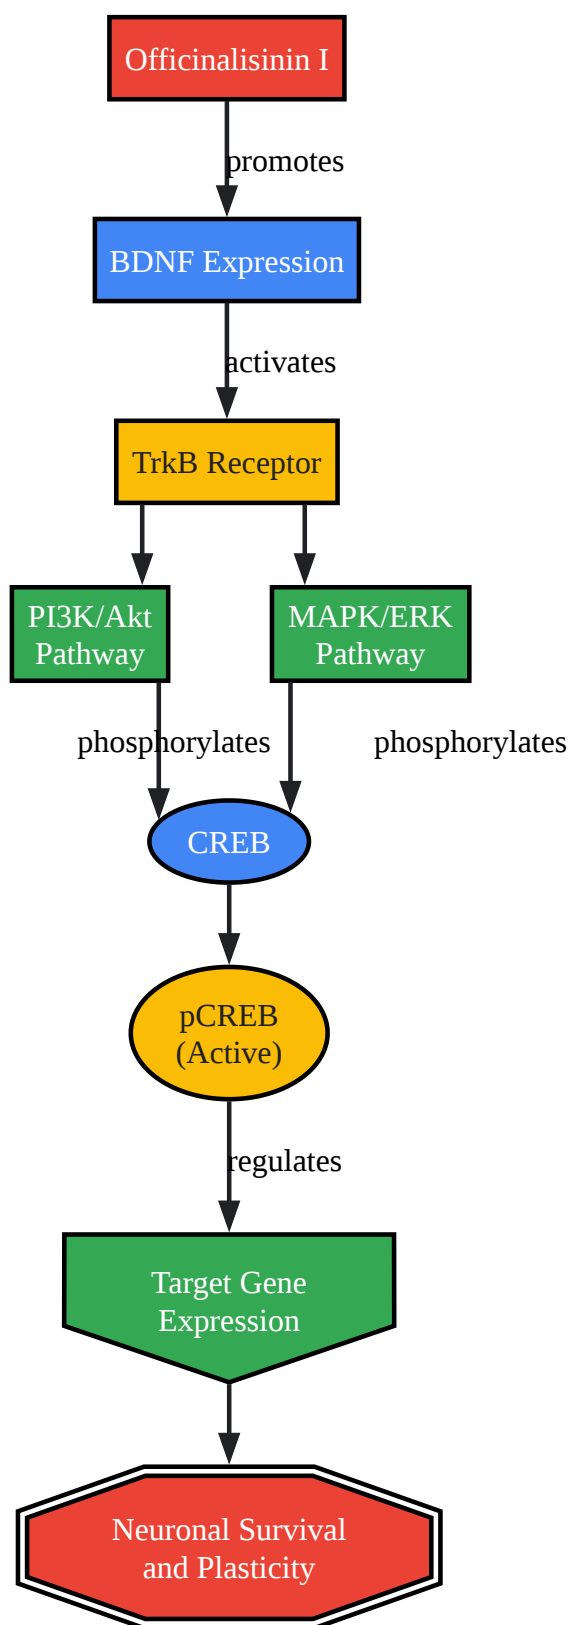 Officinalisinin I
promotes
BDNF Expression
activates
TrkB Receptor
PI3K/Akt
Pathway
MAPK/ERK
Pathway
phosphorylates
phosphorylates
CREB
pCREB
(Active)
regulates
Target Gene
Expression
Neuronal Survival
and Plasticity